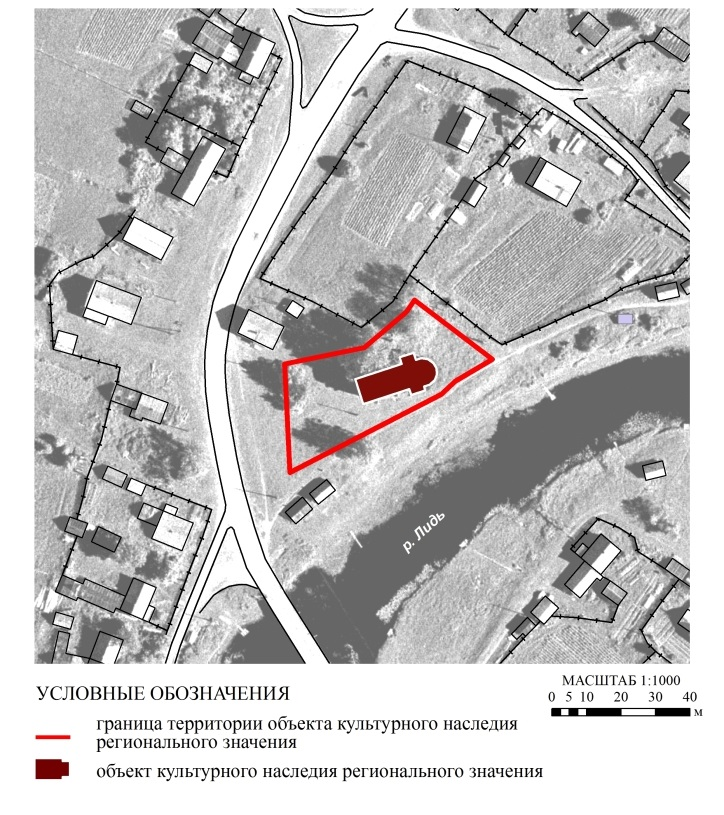 р. Лидь
УСЛОВНЫЕ ОБОЗНАЧЕНИЯ
граница территории объекта культурного наследия
регионального значения
объект культурного наследия регионального значения
МАСШТАБ 1:1000
0 5 10 20 30 40
м